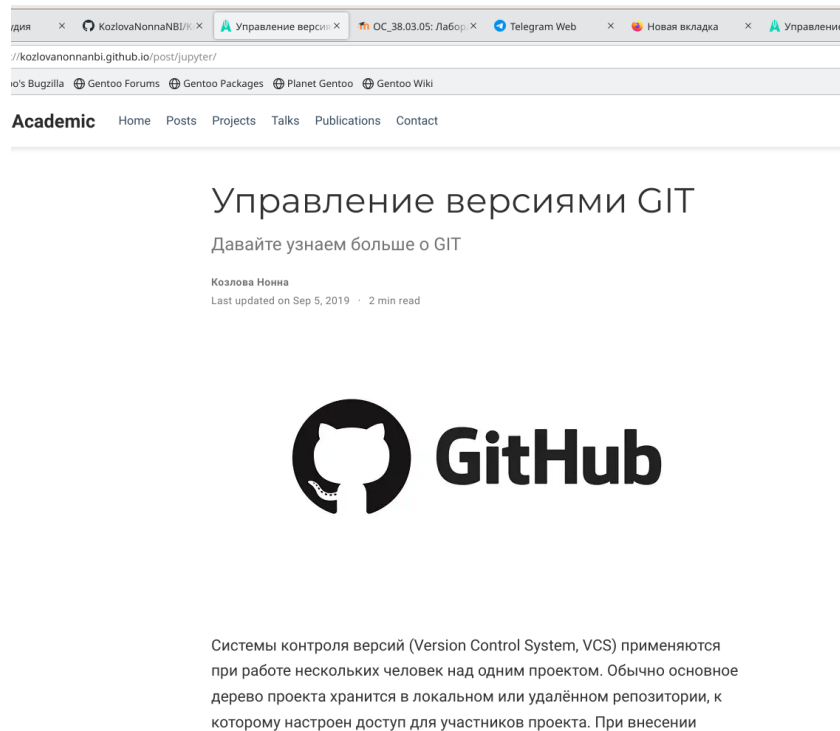 удия
KozlovaNonnaNBI/K
Управление версия
ОС_38.03.05: Лабор
Telegram Web
Новая вкладка
Управление
://kozlovanonnanbi.github.io/post/jupyter/
oo's Bugzilla Gentoo Forums Gentoo Packages Planet Gentoo Gentoo Wiki
Academic Home Posts Projects Talks Publications Contact
Управление версиями GIT
Давайте узнаем больше о GIT
Козлова Нонна
Last updated on Sep 5, 2019 · 2 min read
GitHub
Системы контроля версий (Version Control System, VCS) применяются
при работе нескольких человек над одним проектом. Обычно основное
дерево проекта хранится в локальном или удалённом репозитории, к
которому настроен доступ для участников проекта. При внесении